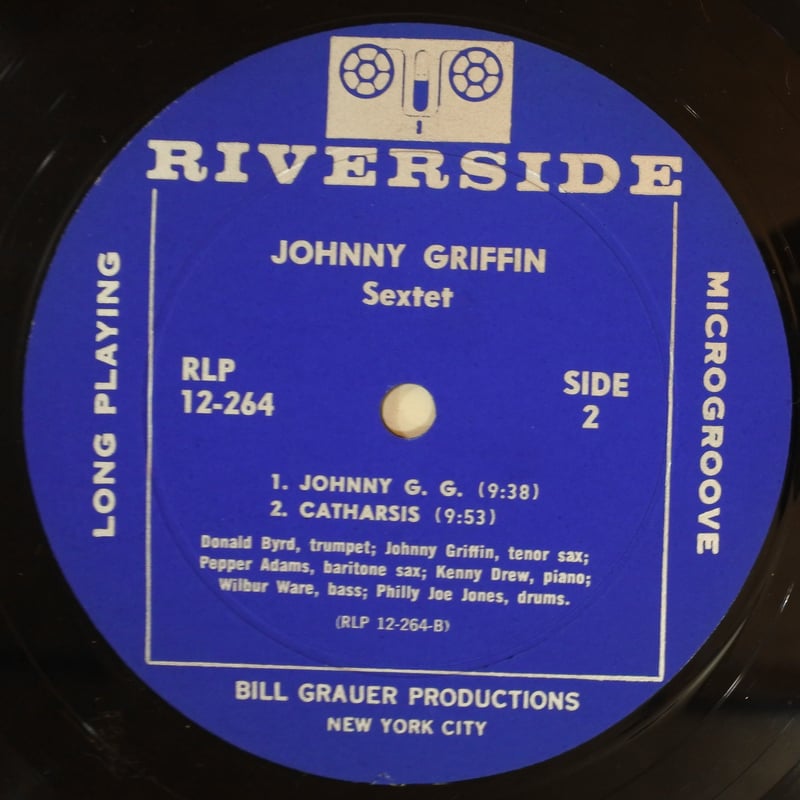 RIVERSIDE
JOHNNY GRIFFIN
Sextet
LONG PLAYING
MICROGROOVE
RLP
12-264
SIDE
2
1. JOHNNY G. G. (9:38)
2. CATHARSIS (9:53)
Donald Byrd, trumpet; Johnny Griffin, tenor sax;
Pepper Adams, baritone sax; Kenny Drew, piano;
Wilbur Ware, bass; Philly Joe Jones, drums.
(RLP 12-264-B)
BILL GRAUER PRODUCTIONS
NEW YORK CITY